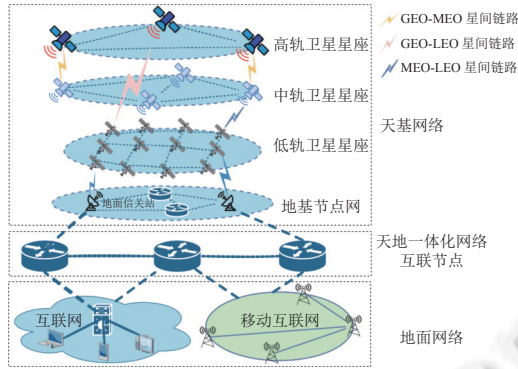 GEO-MEO 星间链路
GEO-LEO 星间链路
MEO-LEO 星间链路
高轨卫星星座
中轨卫星星座
天基网络
低轨卫星星座
地面信关站
地基节点网
天地一体化网络
互联节点
互联网
移动互联网
地面网络